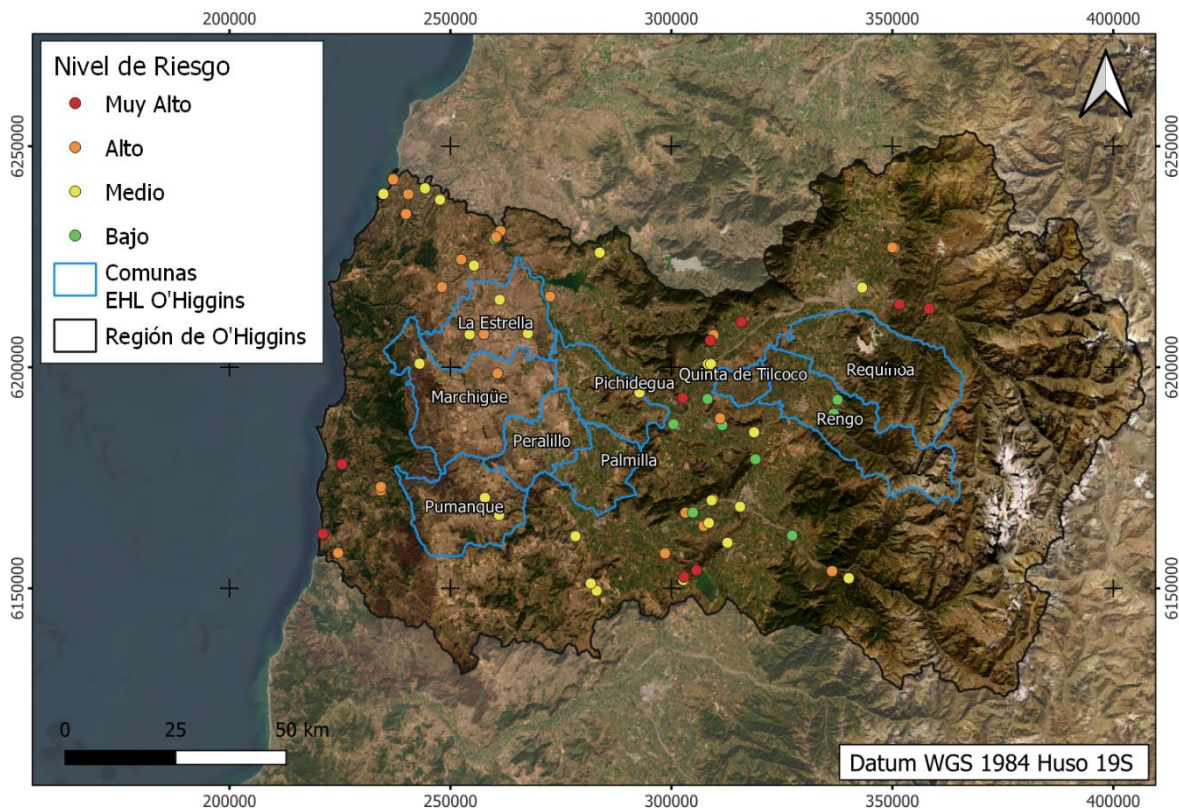 200000 250000 300000 350000 400000
Nivel de Riesgo
Muy Alto
Alto
Medio
Bajo
Comunas
EHL O'Higgins
Región de O'Higgins
6250000
6250000
6200000
6200000
6150000
6150000
La Estrella
Marchigüe
Pichidegua
Quinta de Tilcoco
Requínoa
Rengo
Peralillo
Palmilla
Pumanque
0 25 50 km
Datum WGS 1984 Huso 19S
200000 250000 300000 350000 400000